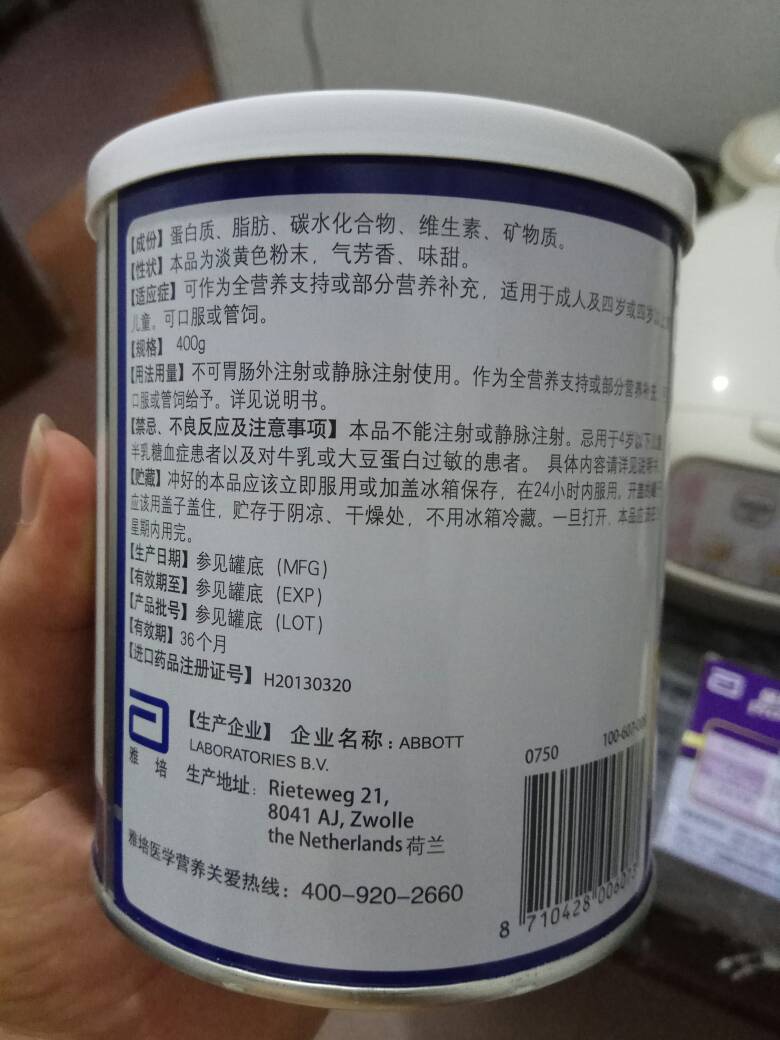 【成份】蛋白质、脂肪、碳水化合物、维生素、矿物质。
【性状】本品为淡黄色粉末，气芳香、味甜。
【适应症】可作为全营养支持或部分营养补充，适用于成人及四岁或四岁以上
儿童。可口服或管饲。
【规格】 400g
【用法用量】不可胃肠外注射或静脉注射使用。作为全营养支持或部分营养补充，
口服或管饲给予。详见说明书。
【禁忌、不良反应及注意事项】本品不能注射或静脉注射。忌用于4岁以下儿童，
半乳糖血症患者以及对牛乳或大豆蛋白过敏的患者。 具体内容请详见说明书。
【贮藏】冲好的本品应该立即服用或加盖冰箱保存，在24小时内服用。开盖的罐子
应该用盖子盖住，贮存于阴凉、干燥处，不用冰箱冷藏。一旦打开，本品应该在
星期内用完。
【生产日期】参见罐底 (MFG)
【有效期至】参见罐底 (EXP)
【产品批号】参见罐底 (LOT)
【有效期】36个月
【进口药品注册证号】H20130320
雅培
【生产企业】 企业名称：ABBOTT
LABORATORIES B.V.
生产地址： Rieteweg 21,
8041 AJ, Zwolle
the Netherlands 荷兰
雅培医学营养关爱热线：400-920-2660
0750 100-607-
8 710428 00607